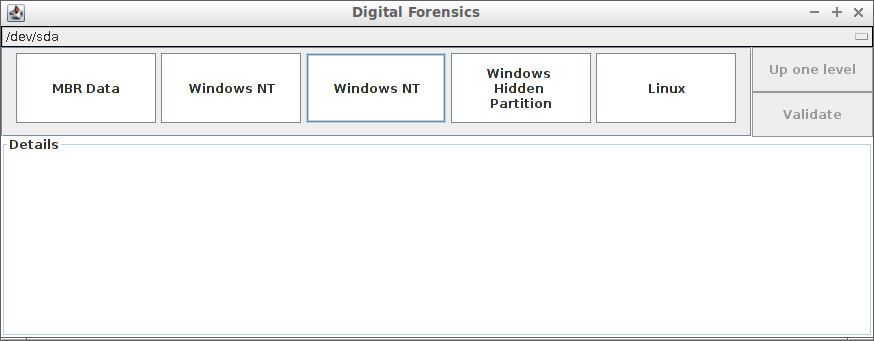 Digital Forensics
/dev/sda
MBR Data
Windows NT
Windows NT
Windows
Hidden
Partition
Linux
Up one level
Validate
Details